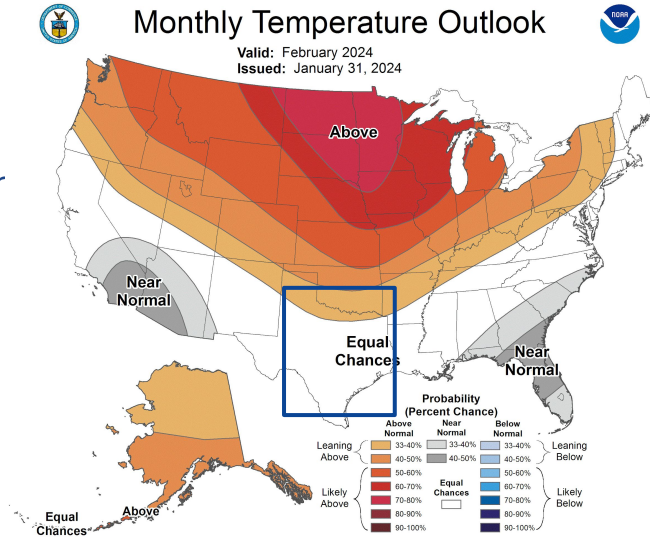 Monthly Temperature Outlook
Valid: February 2024
Issued: January 31, 2024
NOAA
Above
Near
Normal
Equal
Chances
Near
Normal
Above
Equal
Chances
Probability
(Percent Chance)
Above
Normal
Near
Normal
Below
Normal
Leaning
Above
33-40%
40-50%
33-40%
40-50%
33-40%
40-50%
Leaning
Below
Likely
Above
50-60%
60-70%
70-80%
80-90%
90-100%
Equal
Chances
50-60%
60-70%
70-80%
80-90%
90-100%
Likely
Below